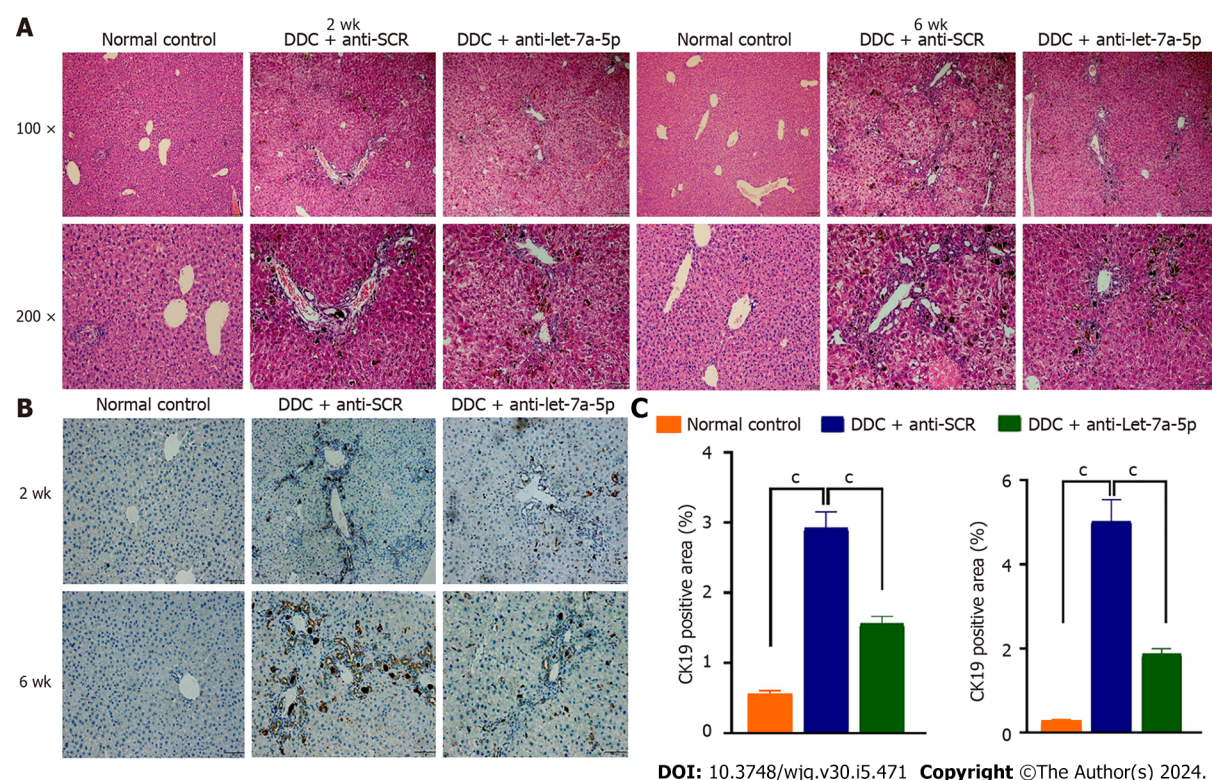 A
2 wk
6 wk
Normal control DDC + anti-SCR DDC + anti-let-7a-5p Normal control DDC + anti-SCR DDC + anti-let-7a-5p
100 ×
200 ×
B
Normal control DDC + anti-SCR DDC + anti-let-7a-5p
2 wk
6 wk
C
Normal control DDC + anti-SCR DDC + anti-Let-7a-5p
CK19 positive area (%)
4
3
2
1
0
c c
CK19 positive area (%)
6
4
2
0
c c
DOI: 10.3748/wjg.v30.i5.471 Copyright ©The Author(s) 2024.